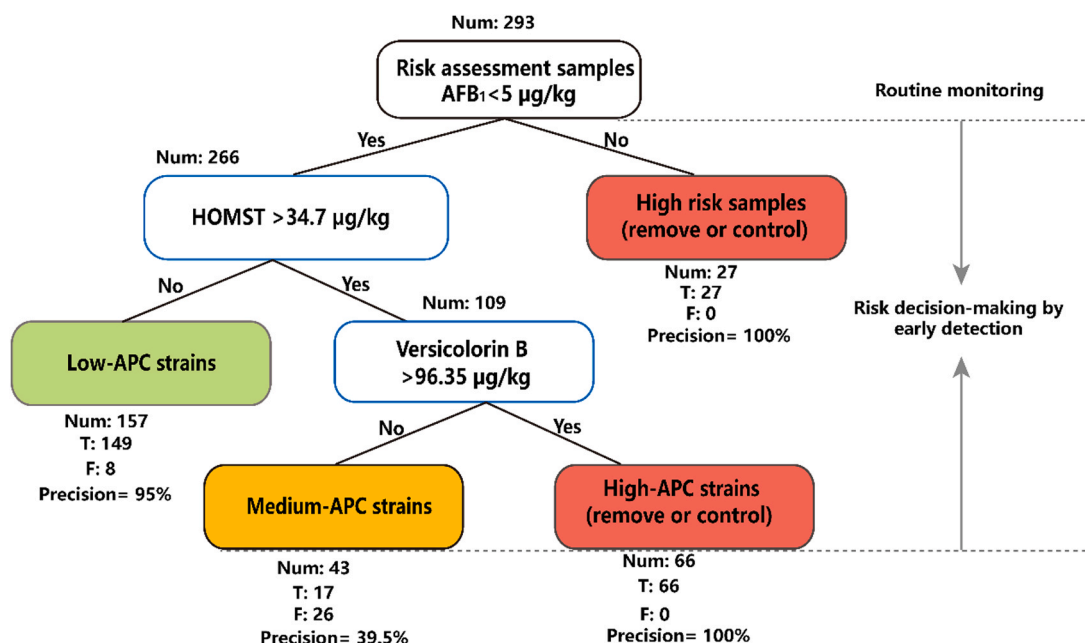 Num: 293
Risk assessment samples
AFB₁<5 μg/kg
Routine monitoring
Yes
No
Num: 266
HOMST >34.7 μg/kg
High risk samples
(remove or control)
Num: 27
T: 27
F: 0
Precision= 100%
No
Yes
Num: 109
Risk decision-making by
early detection
Low-APC strains
Versicolorin B
>96.35 μg/kg
Num: 157
T: 149
F: 8
Precision= 95%
No
Yes
Medium-APC strains
High-APC strains
(remove or control)
Num: 43
T: 17
F: 26
Precision= 39.5%
Num: 66
T: 66
F: 0
Precision= 100%